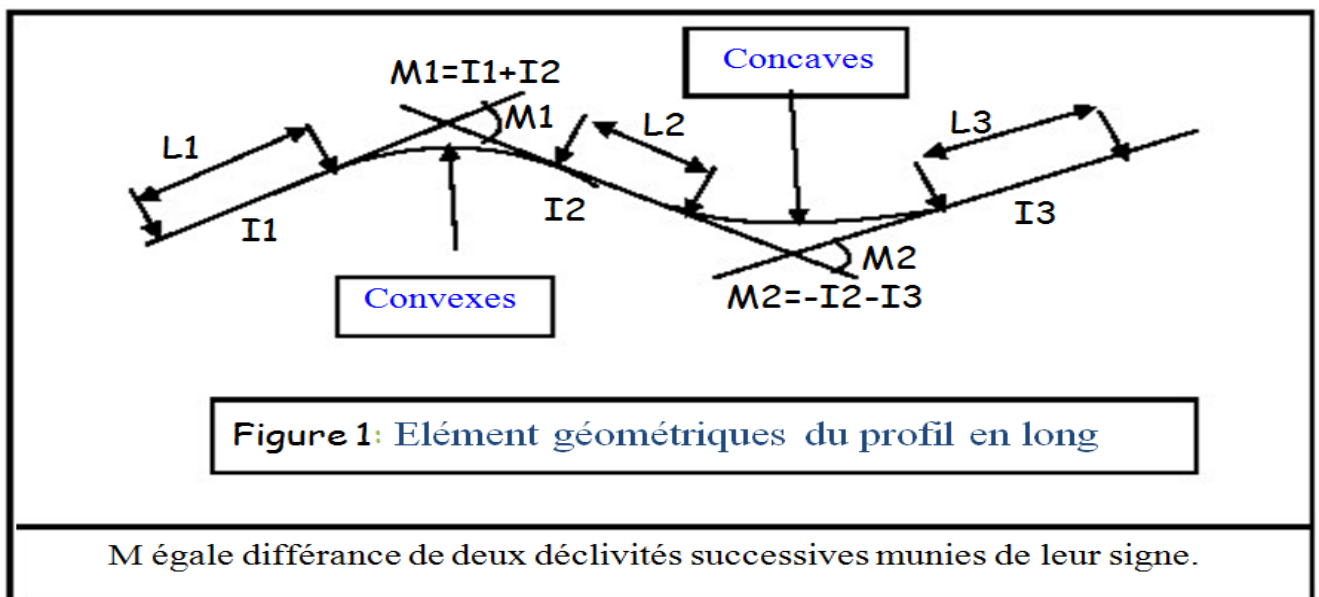 Concaves
M1=I1+I2
M1
L1
L2
L3
I1
I2
I3
M2
M2=-I2-I3
Convexes
Figure 1: Elément géométriques du profil en long
M égale différance de deux déclivités successives munies de leur signe.